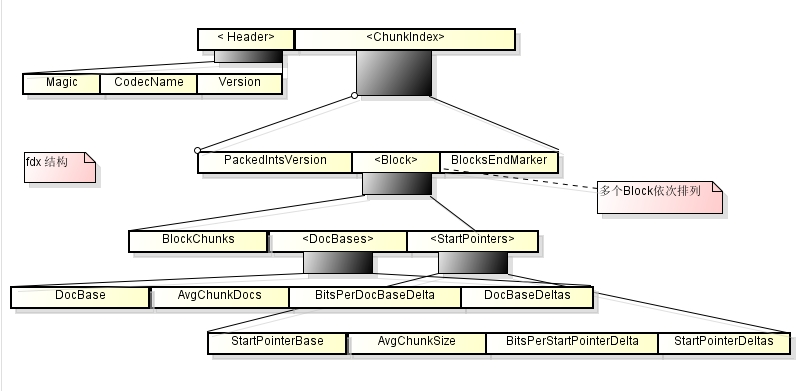 < Header> <ChunkIndex>
Magic CodecName Version
fdx 结构
PackedIntsVersion <Block> BlocksEndMarker
多个Block依次排列
BlockChunks <DocBases> <StartPointers>
DocBase AvgChunkDocs BitsPerDocBaseDelta DocBaseDeltas
StartPointerBase AvgChunkSize BitsPerStartPointerDelta StartPointerDeltas